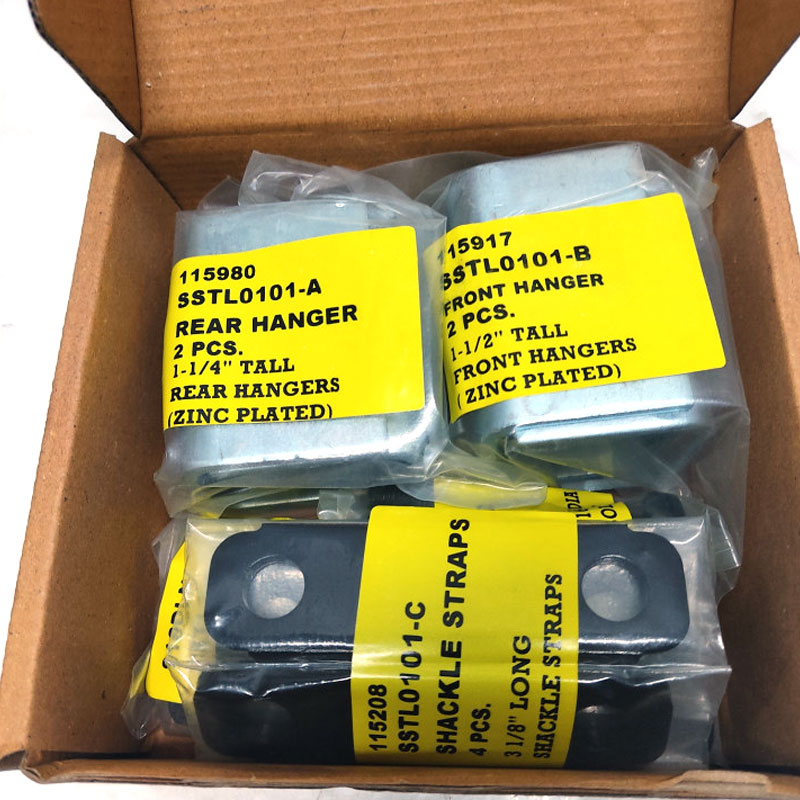 115980
SSTL0101-A
REAR HANGER
2 PCS.
1-1/4" TALL
REAR HANGERS
(ZINC PLATED)
115917
SSTL0101-B
FRONT HANGER
2 PCS.
1-1/2" TALL
FRONT HANGERS
( ZINC PLATED)
115208
SSTL0101-C
SHACKLE STRAPS
4 PCS.
3 1/8" LONG
SHACKLE STRAPS